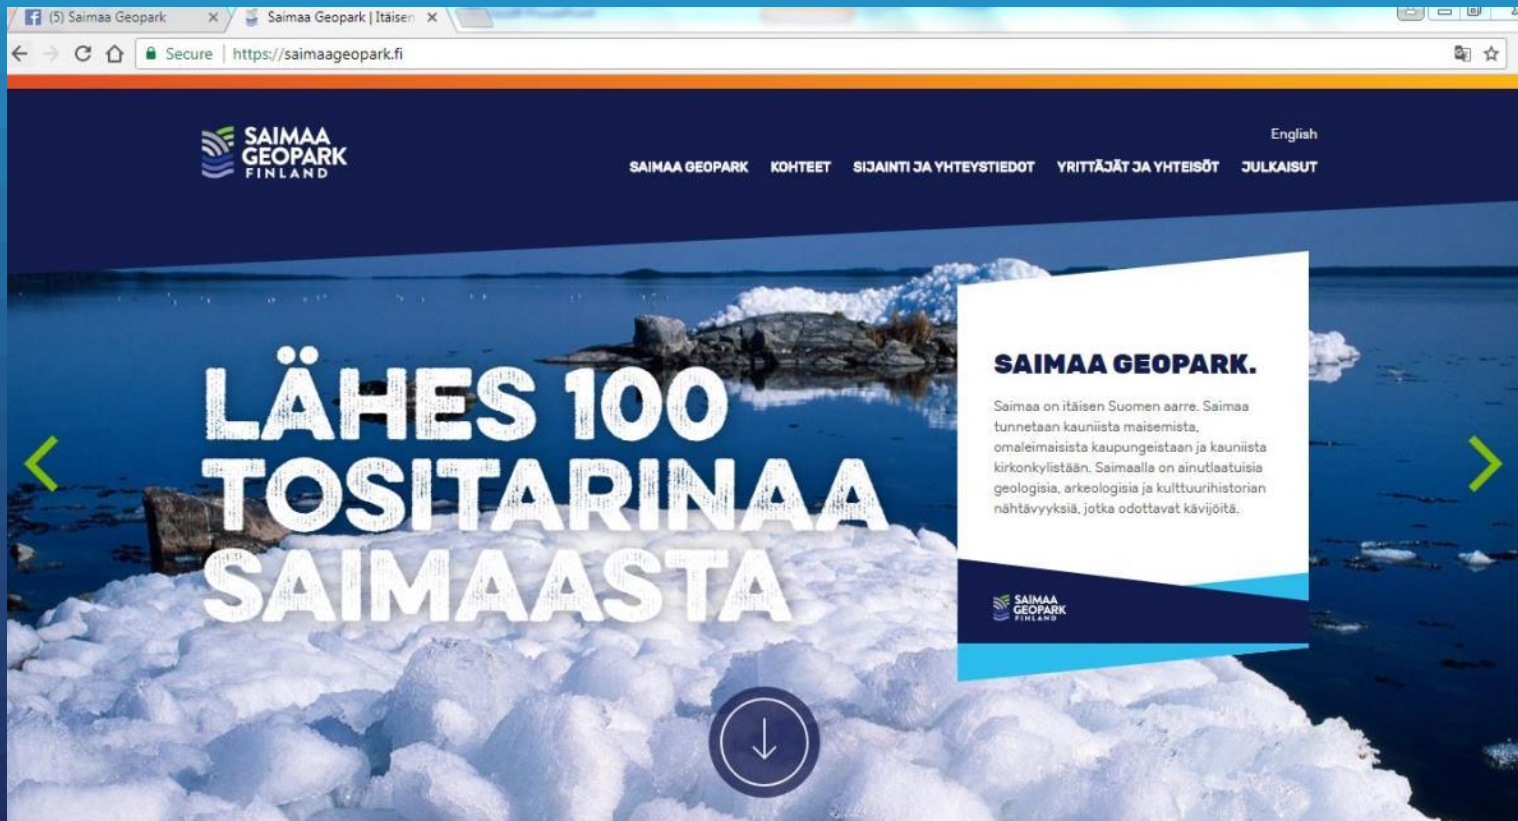 (5) Saimaa Geopark
Saimaa Geopark | Itäisen
Secure | https://saimaageopark.fi
SAIMAA
GEOPARK
FINLAND
English
SAIMAA GEOPARK KOHTEET SIJAINTI JA YHTEYSTIEDOT YRITTÄJÄT JA YHTEISÖT JULKAISUT
LÄHES 100
TOSITARINAA
SAIMAASTA
SAIMAA GEOPARK.
Saimaa on itäisen Suomen aarre. Saimaa
tunnetaan kauniista maisemista,
omaleimaisista kaupungeistaan ja kauniista
kirkonkylistään. Saimaalla on ainutlaatuisia
geologisia, arkeologisia ja kulttuurihistorian
nähtävyyksiä, jotka odottavat kävijöitä.
SAIMAA
GEOPARK
FINLAND